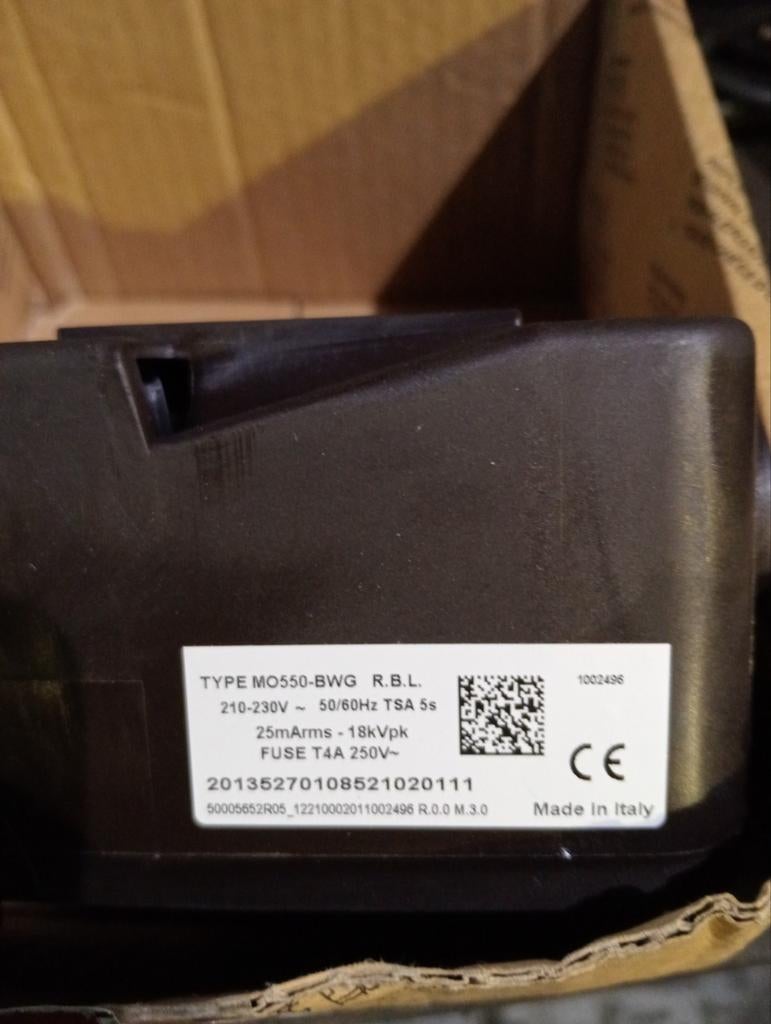 TYPE MO550-BWG R.B.L.
1002496
210-230V ~ 50/60Hz TSA 5s
25mArms - 18kVpk
FUSE T4A 250V~
CE
20135270108521020111
50005652R05_12210002011002496 R.0.0 M.3.0
Made in Italy